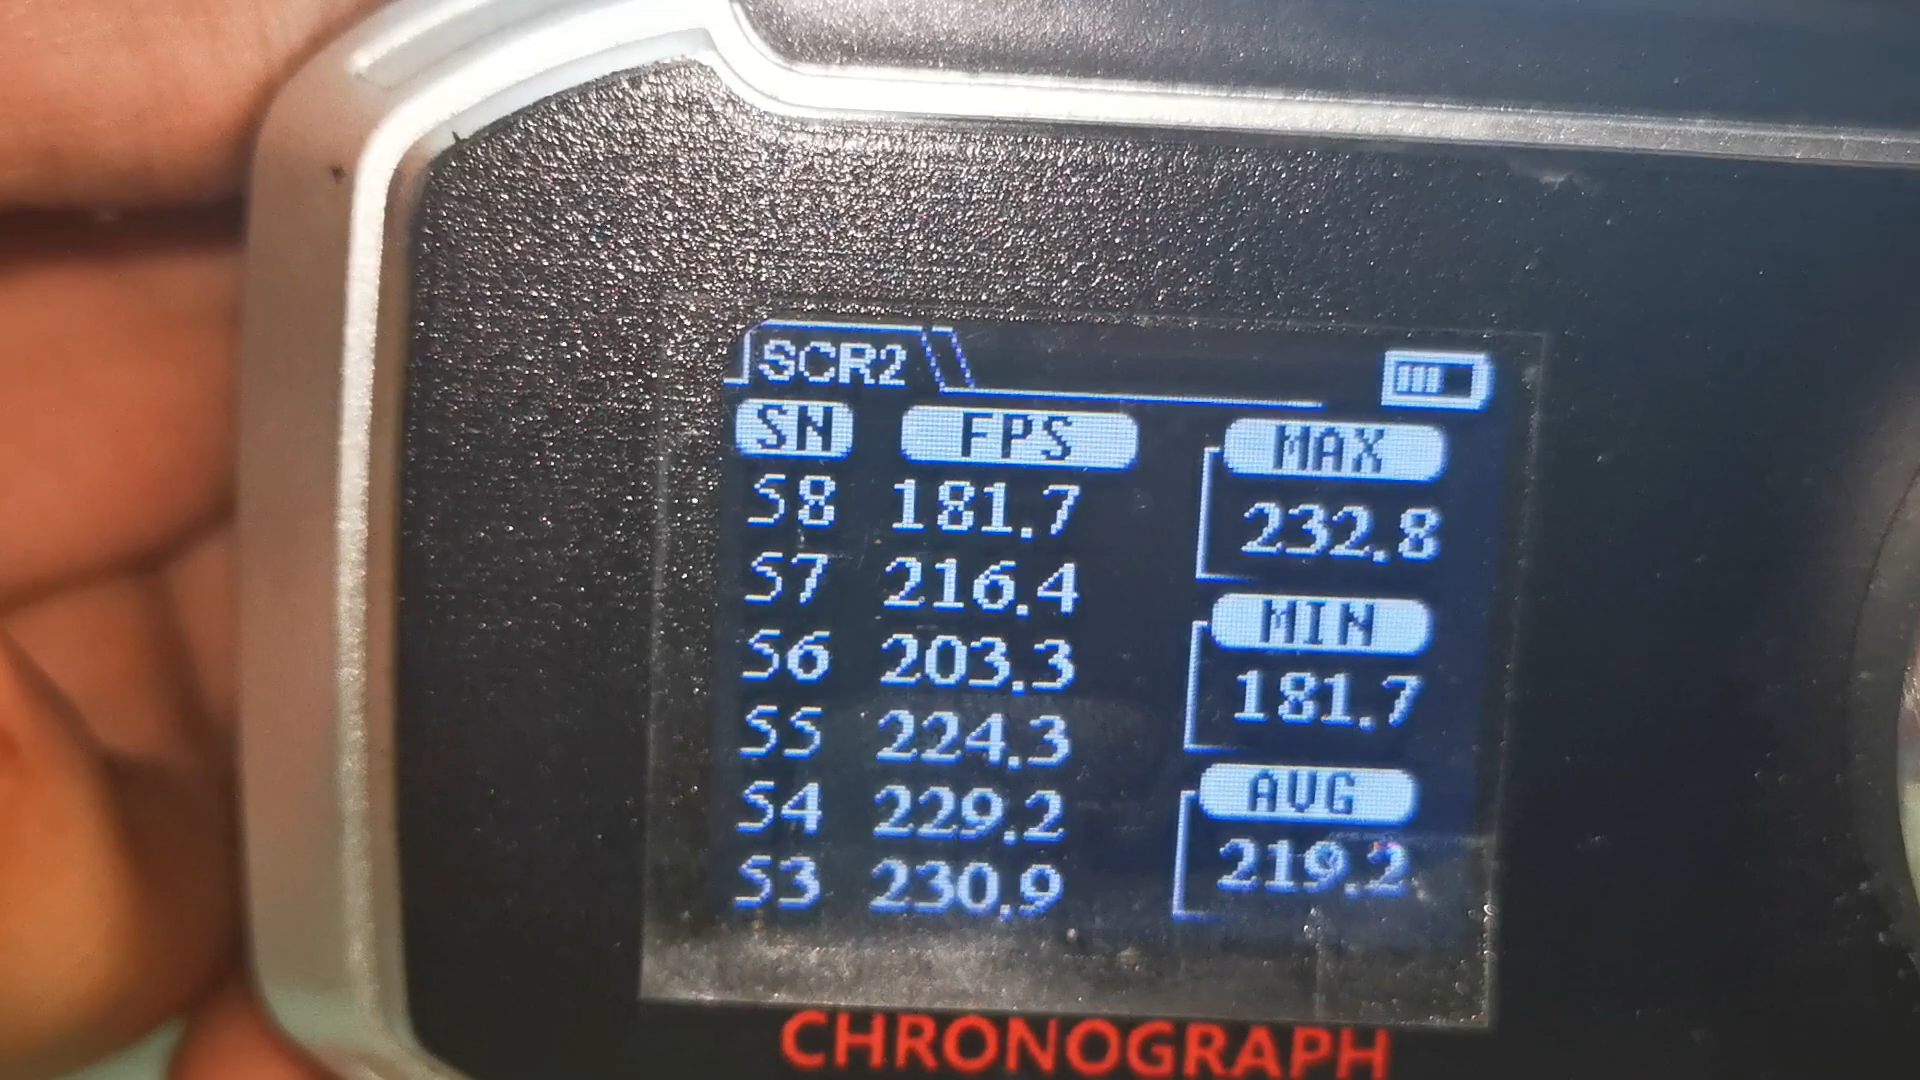 SCR2
SN FPS MAX
58 181.7 232.8
57 216.4
56 203.3 MIN
55 224.3 181.7
54 229.2 AVG
53 230.9 219.2
CHRONOGRAPH